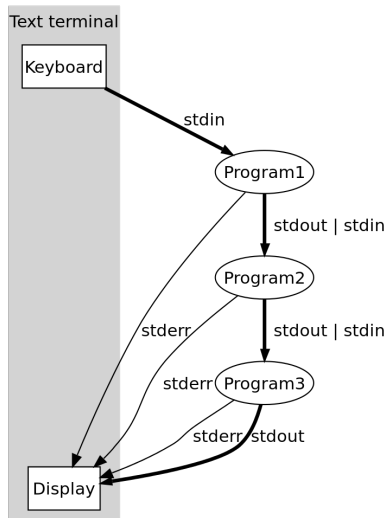 Text terminal
Keyboard
stdin
Program1
stdout | stdin
Program2
stdout | stdin
stderr
stderr
Program3
stderr
stdout
Display